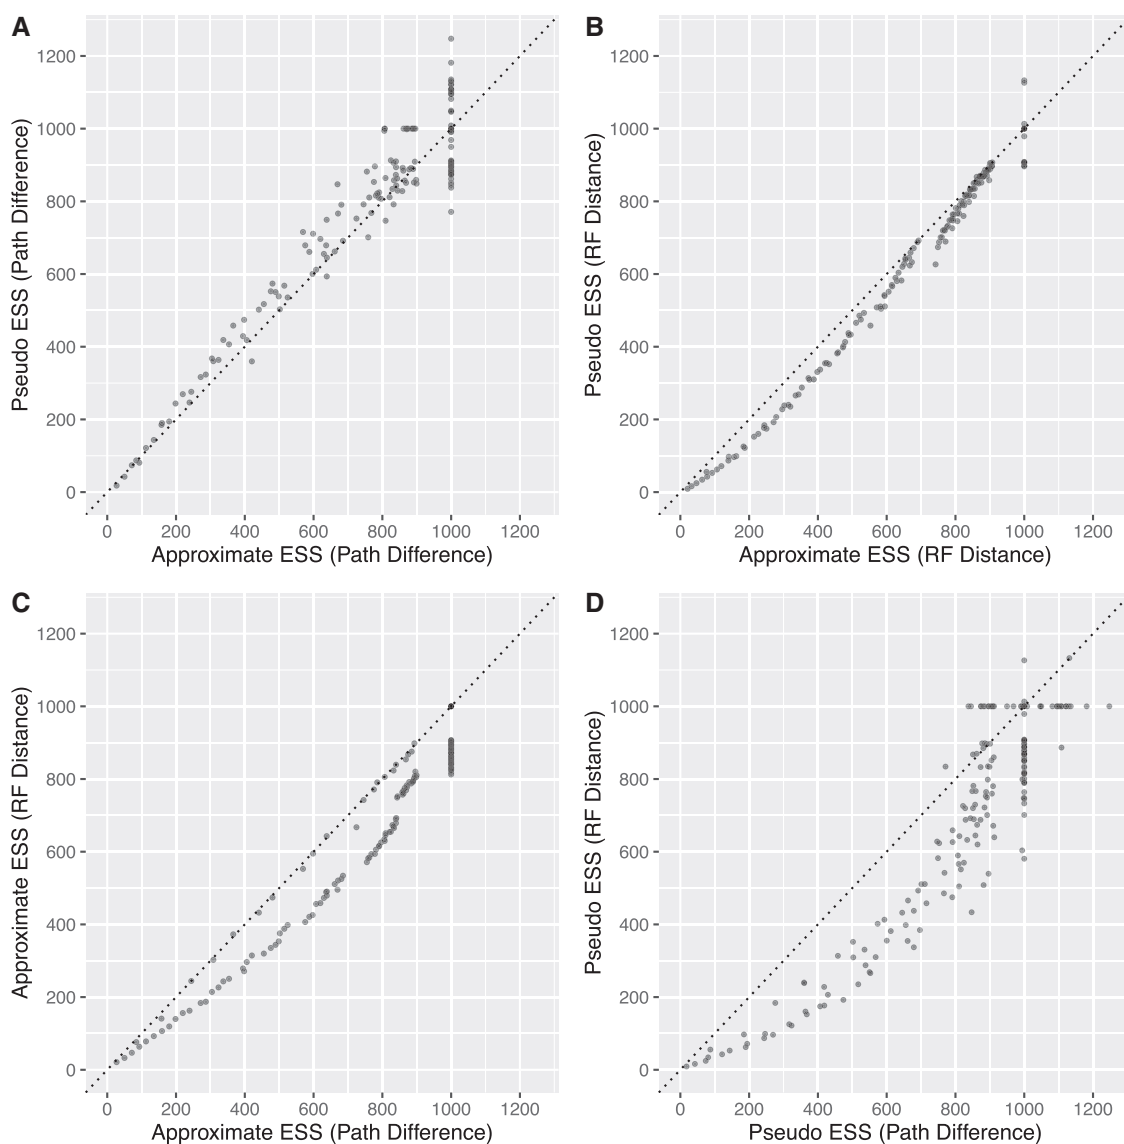 A
B
1200
1000
800
600
400
200
0
Pseudo ESS (Path Difference)
0 200 400 600 800 1000 1200
Approximate ESS (Path Difference)
1200
1000
800
600
400
200
0
Pseudo ESS (RF Distance)
0 200 400 600 800 1000 1200
Approximate ESS (RF Distance)
C
D
1200
1000
800
600
400
200
0
Approximate ESS (RF Distance)
0 200 400 600 800 1000 1200
Approximate ESS (Path Difference)
1200
1000
800
600
400
200
0
Pseudo ESS (RF Distance)
0 200 400 600 800 1000 1200
Pseudo ESS (Path Difference)